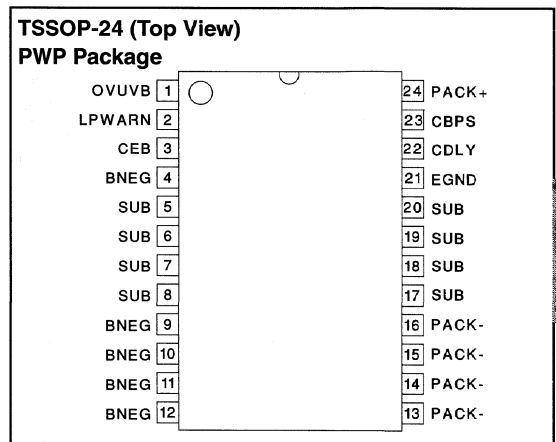 TSSOP-24 (Top View)
PWP Package
OVUVB 1 24 PACK+
LPWARN 2 23 CBPS
CEB 3 22 CDLY
BNEG 4 21 EGND
SUB 5 20 SUB
SUB 6 19 SUB
SUB 7 18 SUB
SUB 8 17 SUB
BNEG 9 16 PACK-
BNEG 10 15 PACK-
BNEG 11 14 PACK-
BNEG 12 13 PACK-